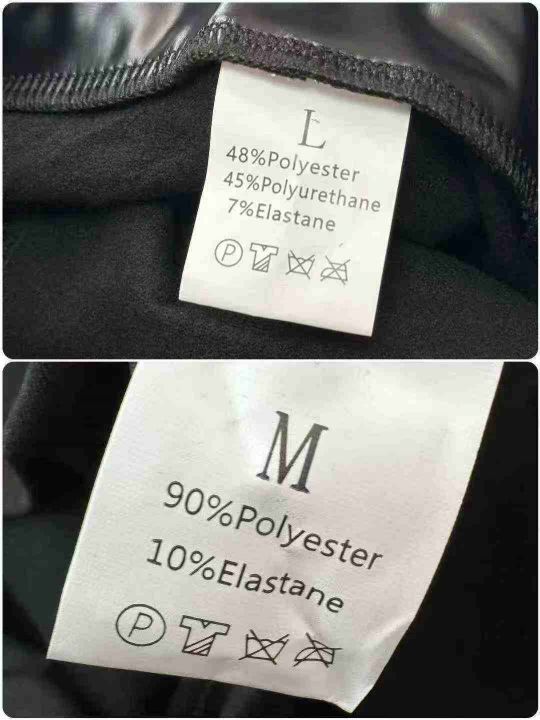 L
48%Polyester
45%Polyurethane
7%Elastane
P
M
90%Polyester
10%Elastane
P